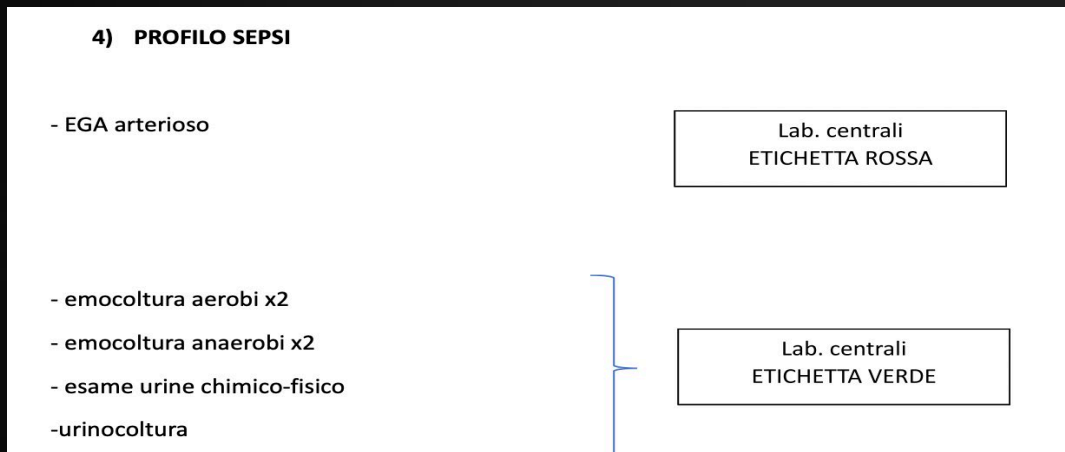 4) PROFILO SEPSI
- EGA arterioso
Lab. centrali
ETICHETTA ROSSA
- emocoltura aerobi x2
- emocoltura anaerobi x2
- esame urine chimico-fisico
-urinocoltura
Lab. centrali
ETICHETTA VERDE